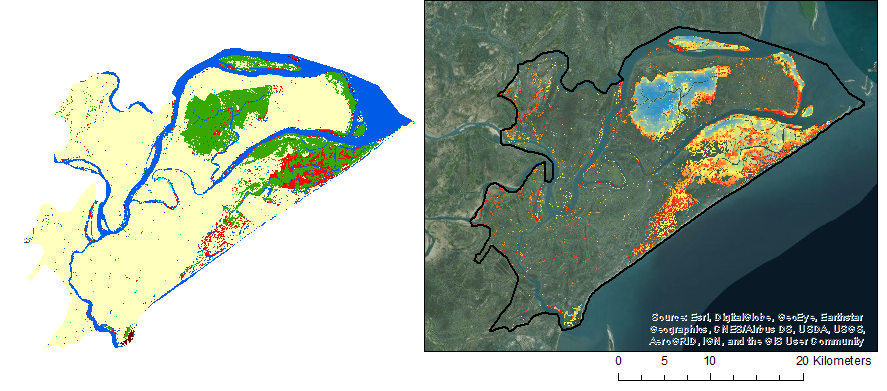 Source: Esri, DigitalGlobe, GeoEye, Earthstar
Geographics, CNES/Airbus DS, USDA, USGS,
AeroGRID, IGN, and the GIS User Community
0 5 10 20 Kilometers